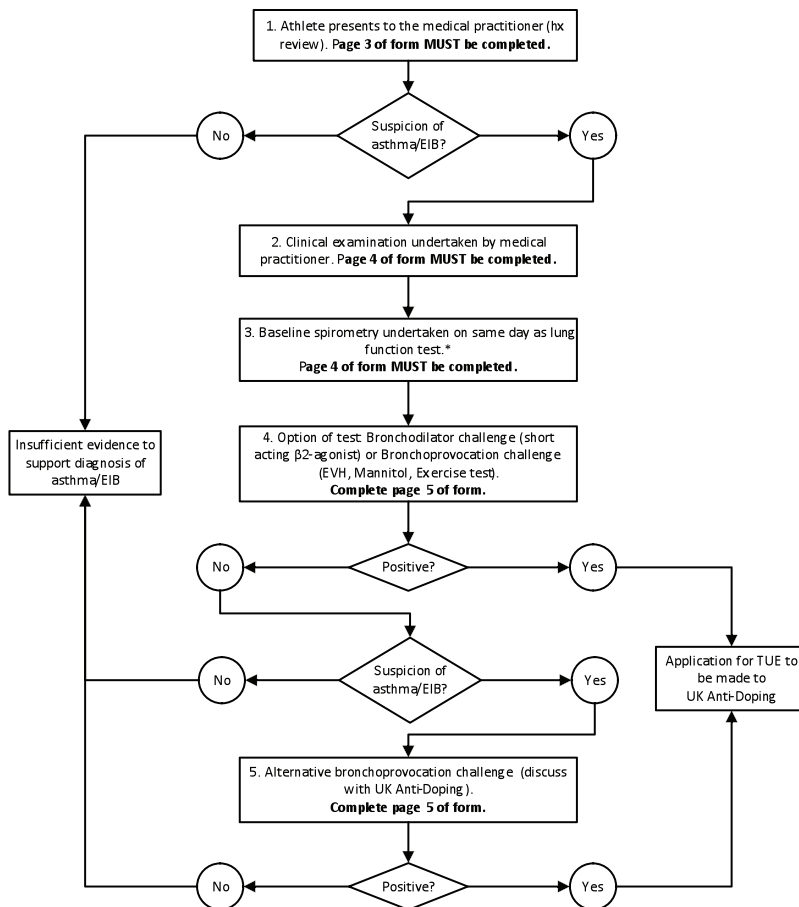 1. Athlete presents to the medical practitioner (hx
review). Page 3 of form MUST be completed.
No
Suspicion of
asthma/EIB?
Yes
2. Clinical examination undertaken by medical
practitioner. Page 4 of form MUST be completed.
3. Baseline spirometry undertaken on same day as lung
function test.*
Page 4 of form MUST be completed.
Insufficient evidence to
support diagnosis of
asthma/EIB
4. Option of test: Bronchodilator challenge (short
acting β2-agonist) or Bronchoprovocation challenge
(EVH, Mannitol, Exercise test).
Complete page 5 of form.
No
Positive?
Yes
No
Suspicion of
asthma/EIB?
Yes
Application for TUE to
be made to
UK Anti-Doping
5. Alternative bronchoprovocation challenge (discuss
with UK Anti-Doping).
Complete page 5 of form.
No
Positive?
Yes